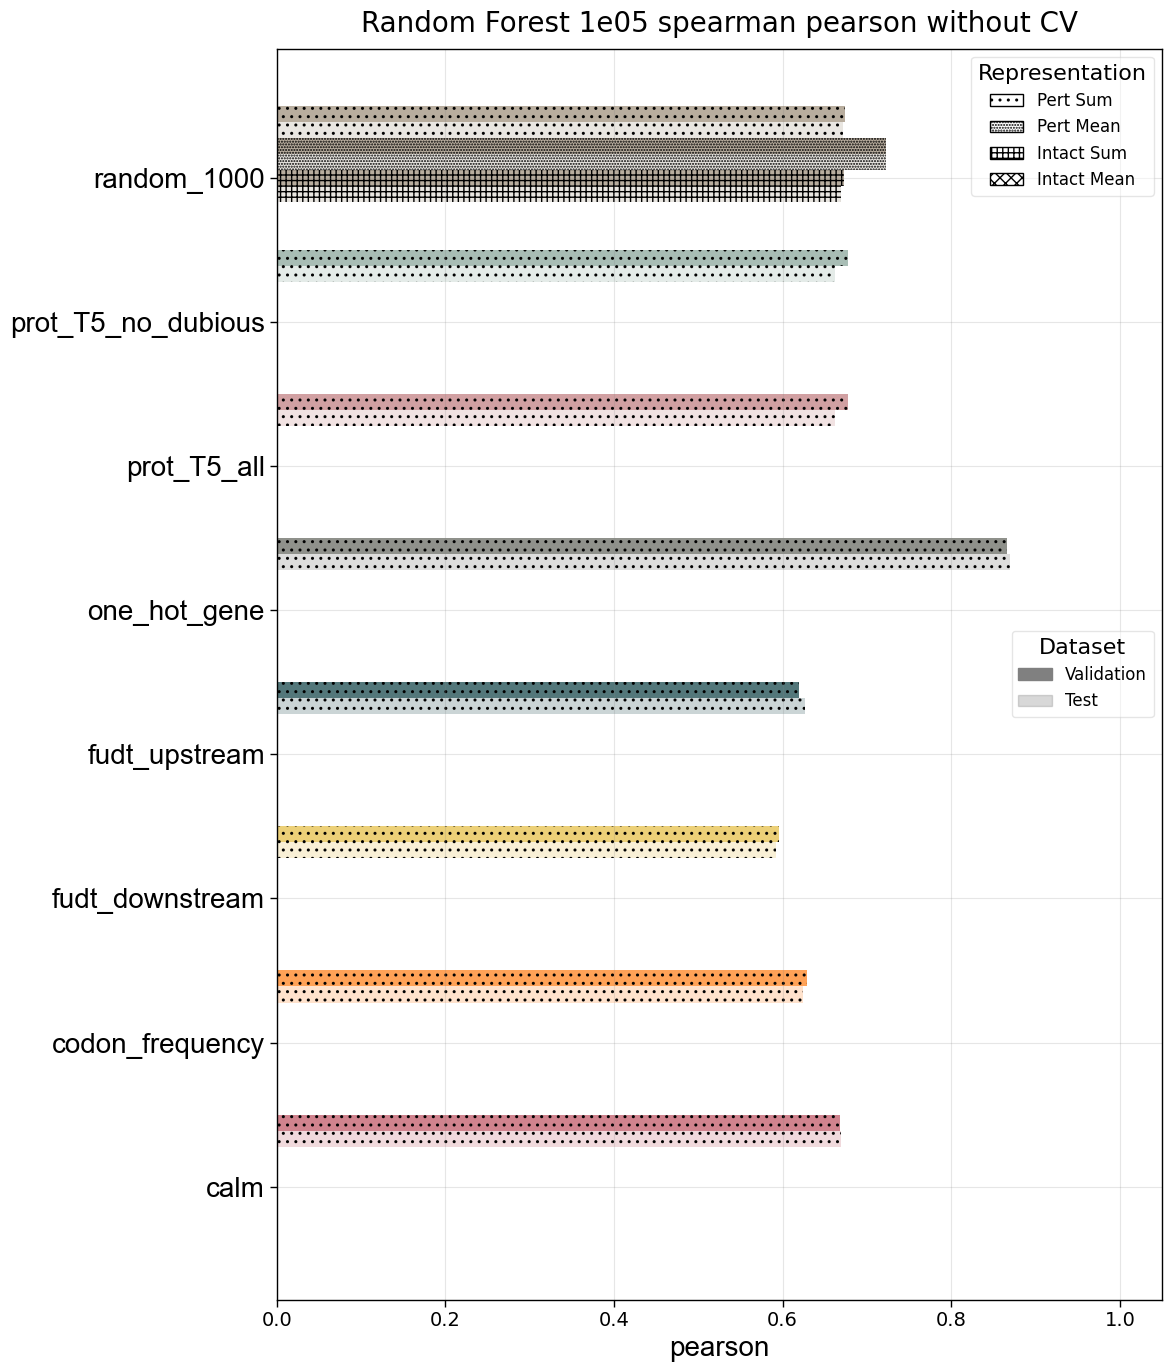 Random Forest 1e05 spearman pearson without CV
Representation
Pert Sum
Pert Mean
Intact Sum
Intact Mean
random_1000
prot_T5_no_dubious
prot_T5_all
one_hot_gene
Dataset
Validation
Test
fudt_upstream
fudt_downstream
codon_frequency
calm
0.0 0.2 0.4 0.6 0.8 1.0
pearson